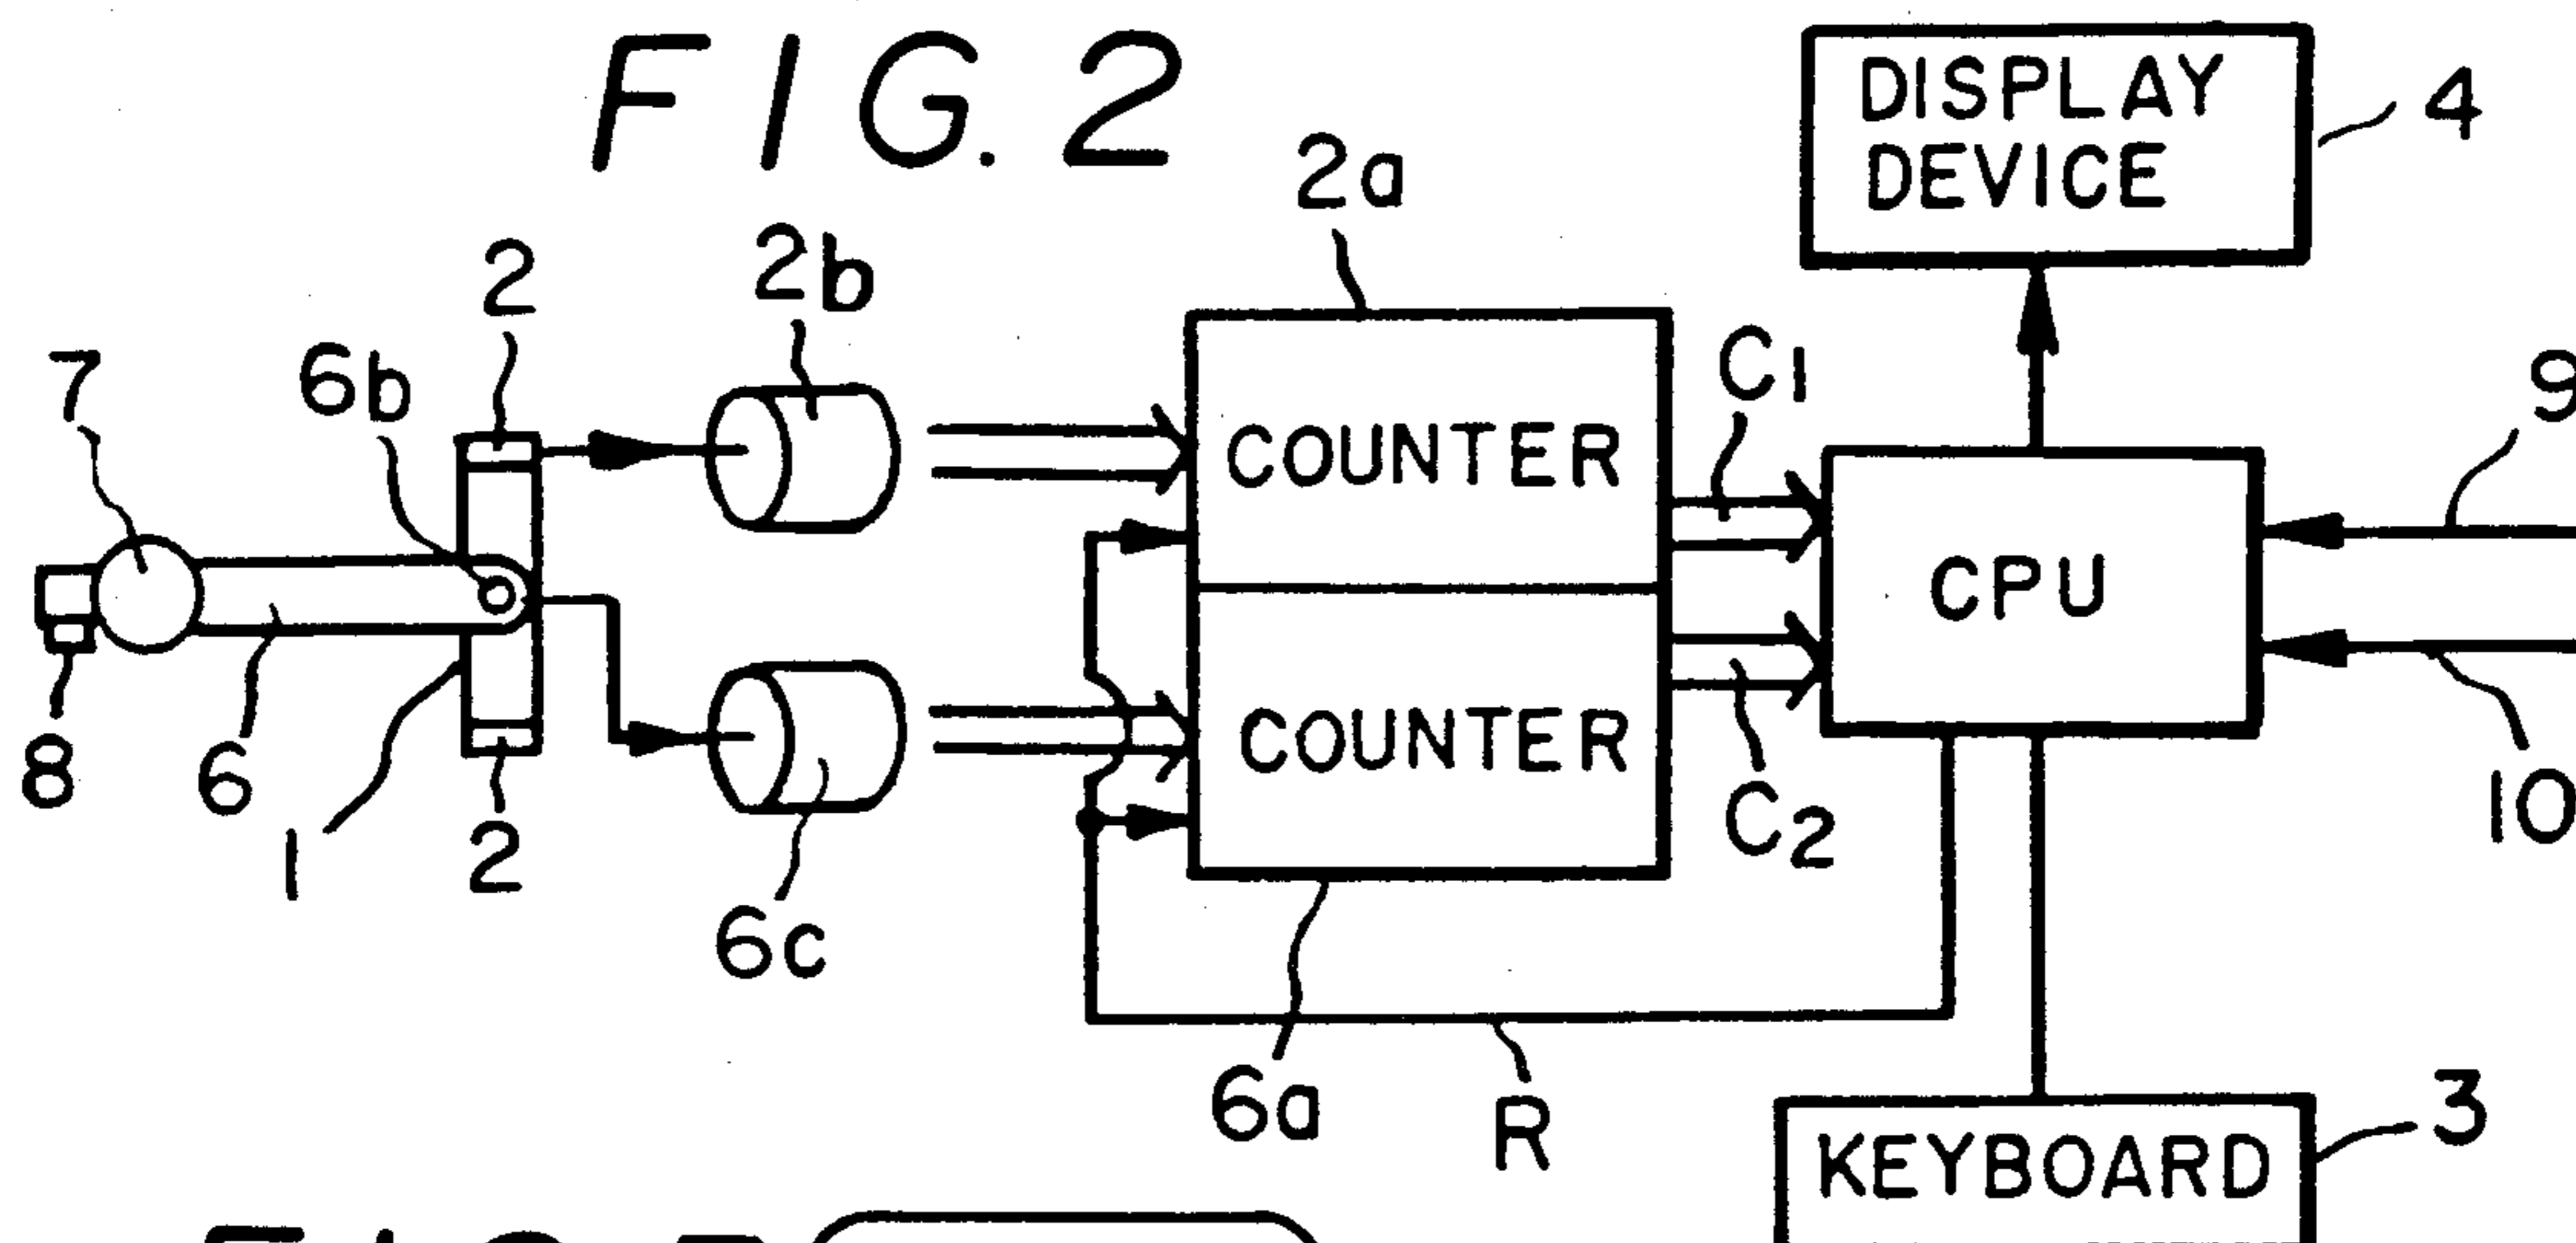 FIG. 2
DISPLAY
DEVICE
4
2a
2b
2
6b
7
C1
9
COUNTER
CPU
COUNTER
8
6
1
2
6c
C2
10
6a
R
3
KEYBOARD